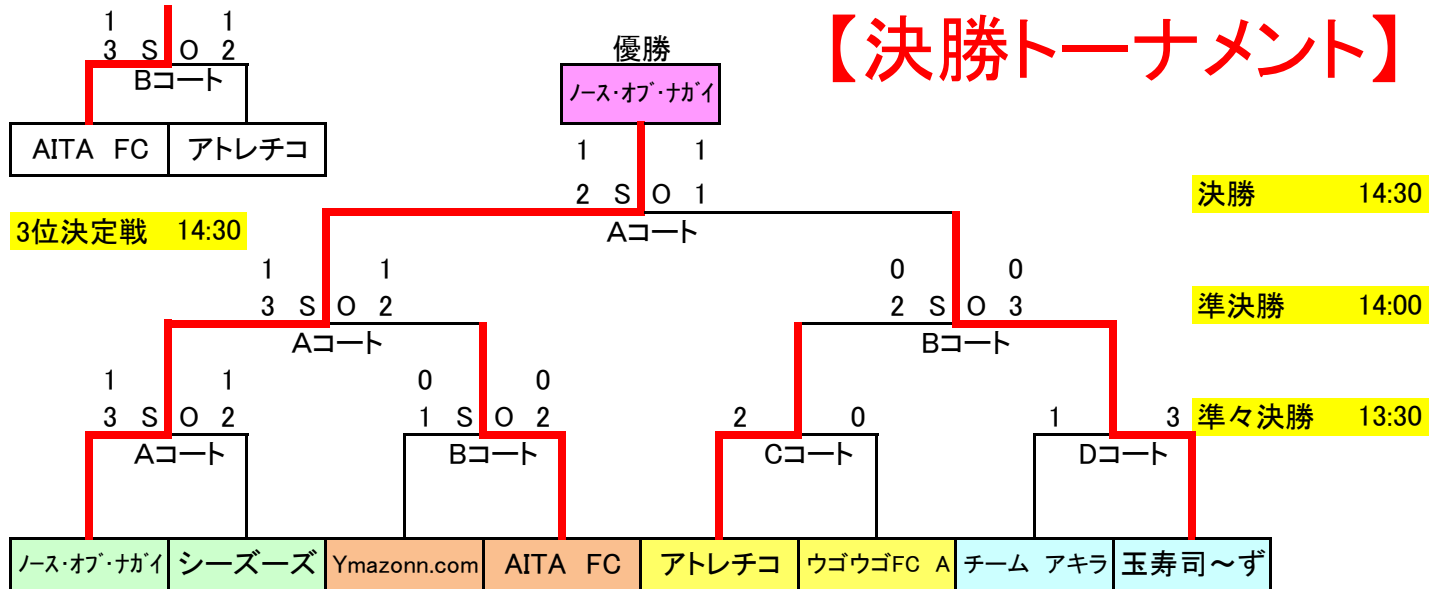 【決勝トーナメント】
1 1
3 S O 2
Bコート
AITA FC アトレチコ
3位決定戦 14:30
優勝
ノース・オブ・ナガイ
1 1
2 S O 1
Aコート
決勝 14:30
1 1
3 S O 2
Aコート
0 0
2 S O 3
Bコート
準決勝 14:00
1 1
3 S O 2
Aコート
0 0
1 S O 2
Bコート
2 0
Cコート
1 3
Dコート
準々決勝 13:30
ノース・オブ・ナガイ シーズーズ Ymazonn.com AITA FC アトレチコ ウゴウゴFC A チーム アキラ 玉寿司~ず